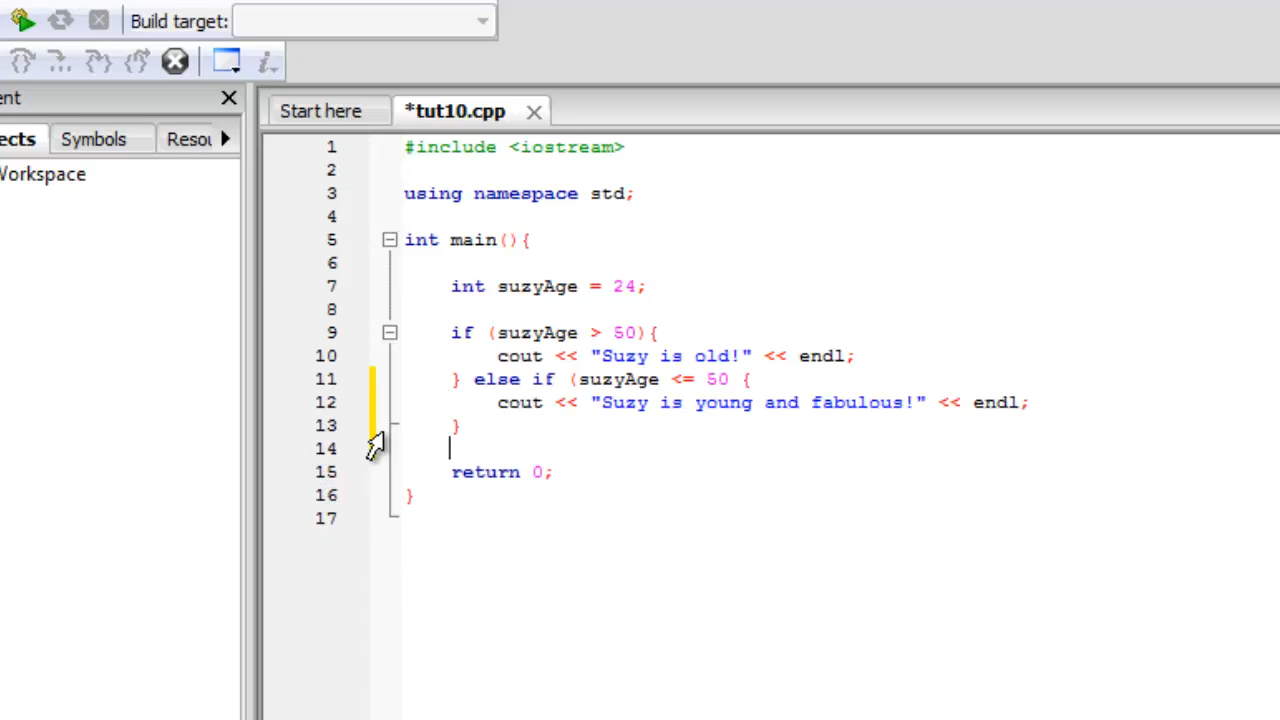 Build target:
ent
Start here
*tut10.cpp
ects
Symbols
Resou
Workspace
1 #include <iostream>
2
3 using namespace std;
4
5 int main(){
6
7 int suzyAge = 24;
8
9 if (suzyAge > 50){
10 cout << "Suzy is old!" << endl;
11 } else if (suzyAge <= 50 {
12 cout << "Suzy is young and fabulous!" << endl;
13 }
14
15 return 0;
16 }
17